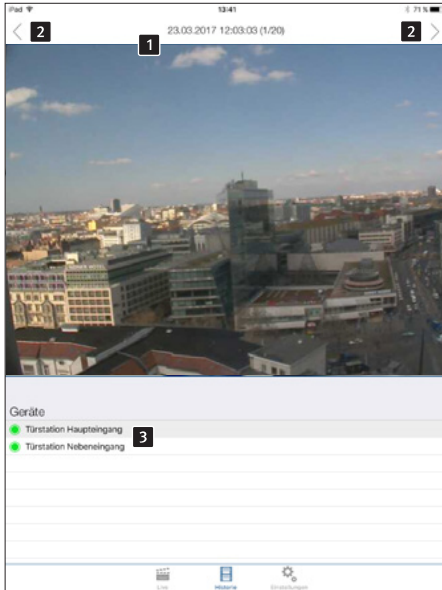 iPad 13:41 71 %
2 23.03.2017 12:03:03 (1/20) 2
1
Geräte
Türstation Haupteingang
3
Türstation Nebeneingang
Live Historie Einstellungen